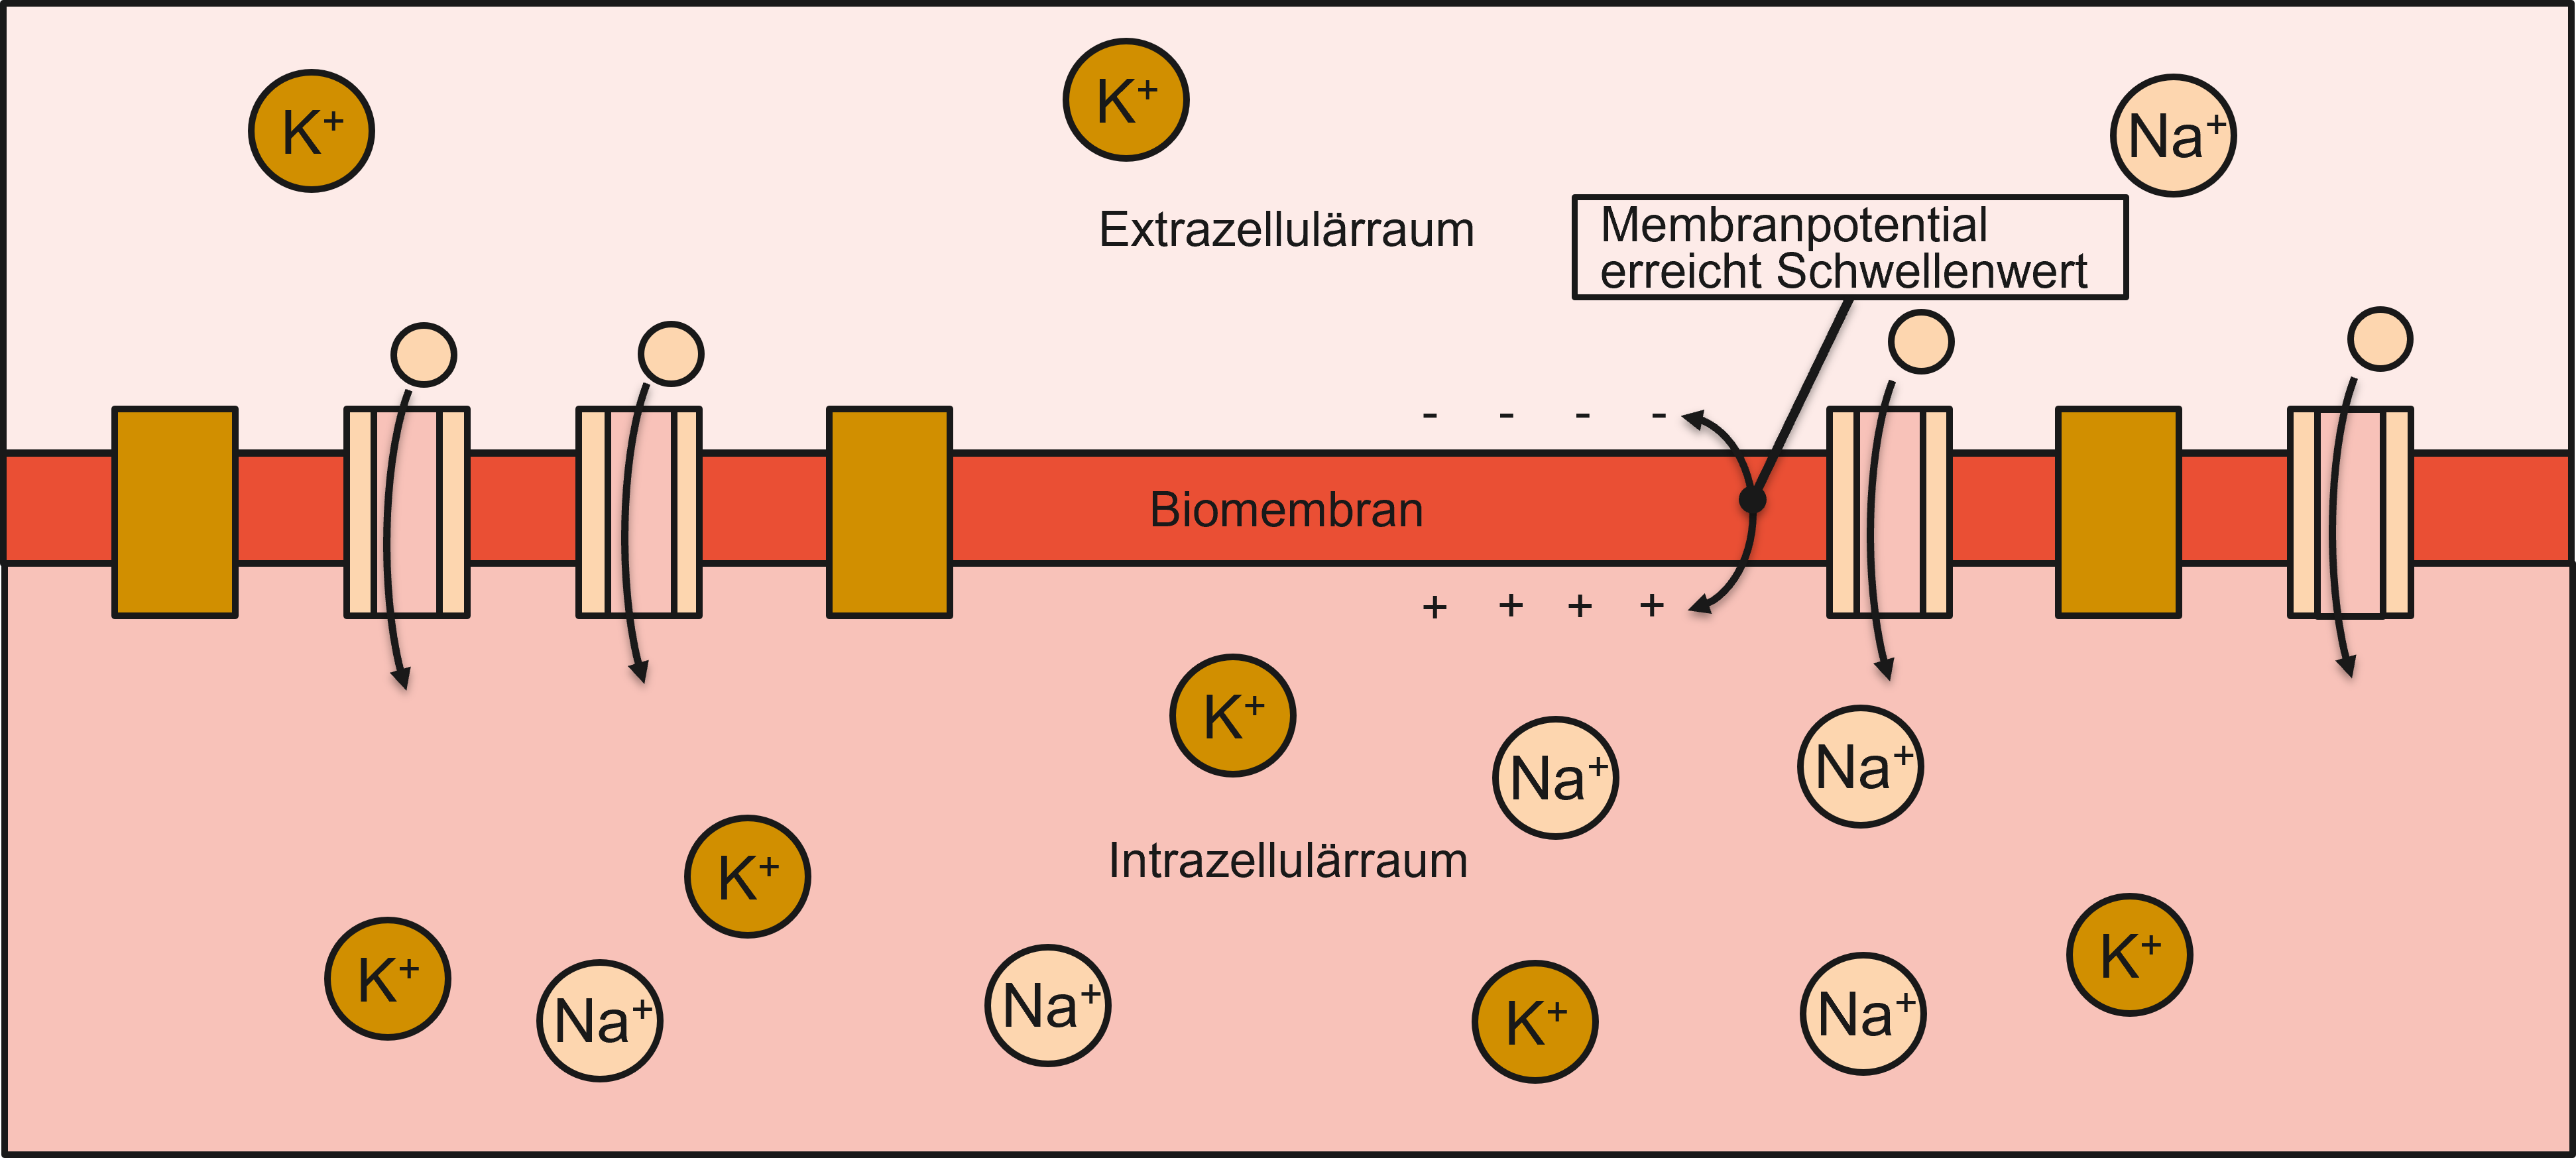 K⁺
K⁺
Na⁺
Extrazellulärraum
Membranpotential
erreicht Schwellenwert
- - - -
Biomembran
+ + + +
K⁺
Na⁺
Na⁺
Intrazellulärraum
K⁺
K⁺
Na⁺
Na⁺
K⁺
Na⁺
K⁺